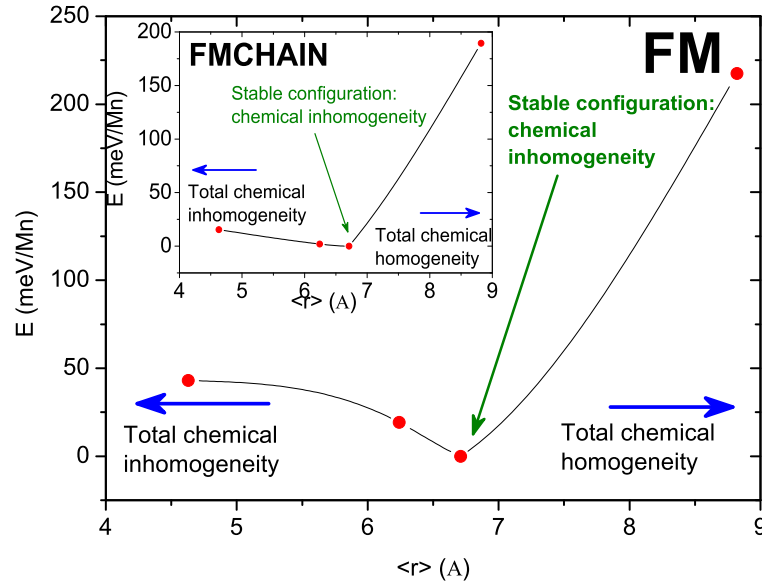 FM
Stable configuration:
chemical
inhomogeneity
Total chemical
inhomogeneity
Total chemical
homogeneity
E (meV/Mn)
250
200
150
100
50
0
4 5 6 7 8 9
<r> (A)
FMCHAIN
Stable configuration:
chemical inhomogeneity
Total chemical
inhomogeneity
Total chemical
homogeneity
E (meV/Mn)
200
150
100
50
0
4 5 6 7 8 9
<r> (A)